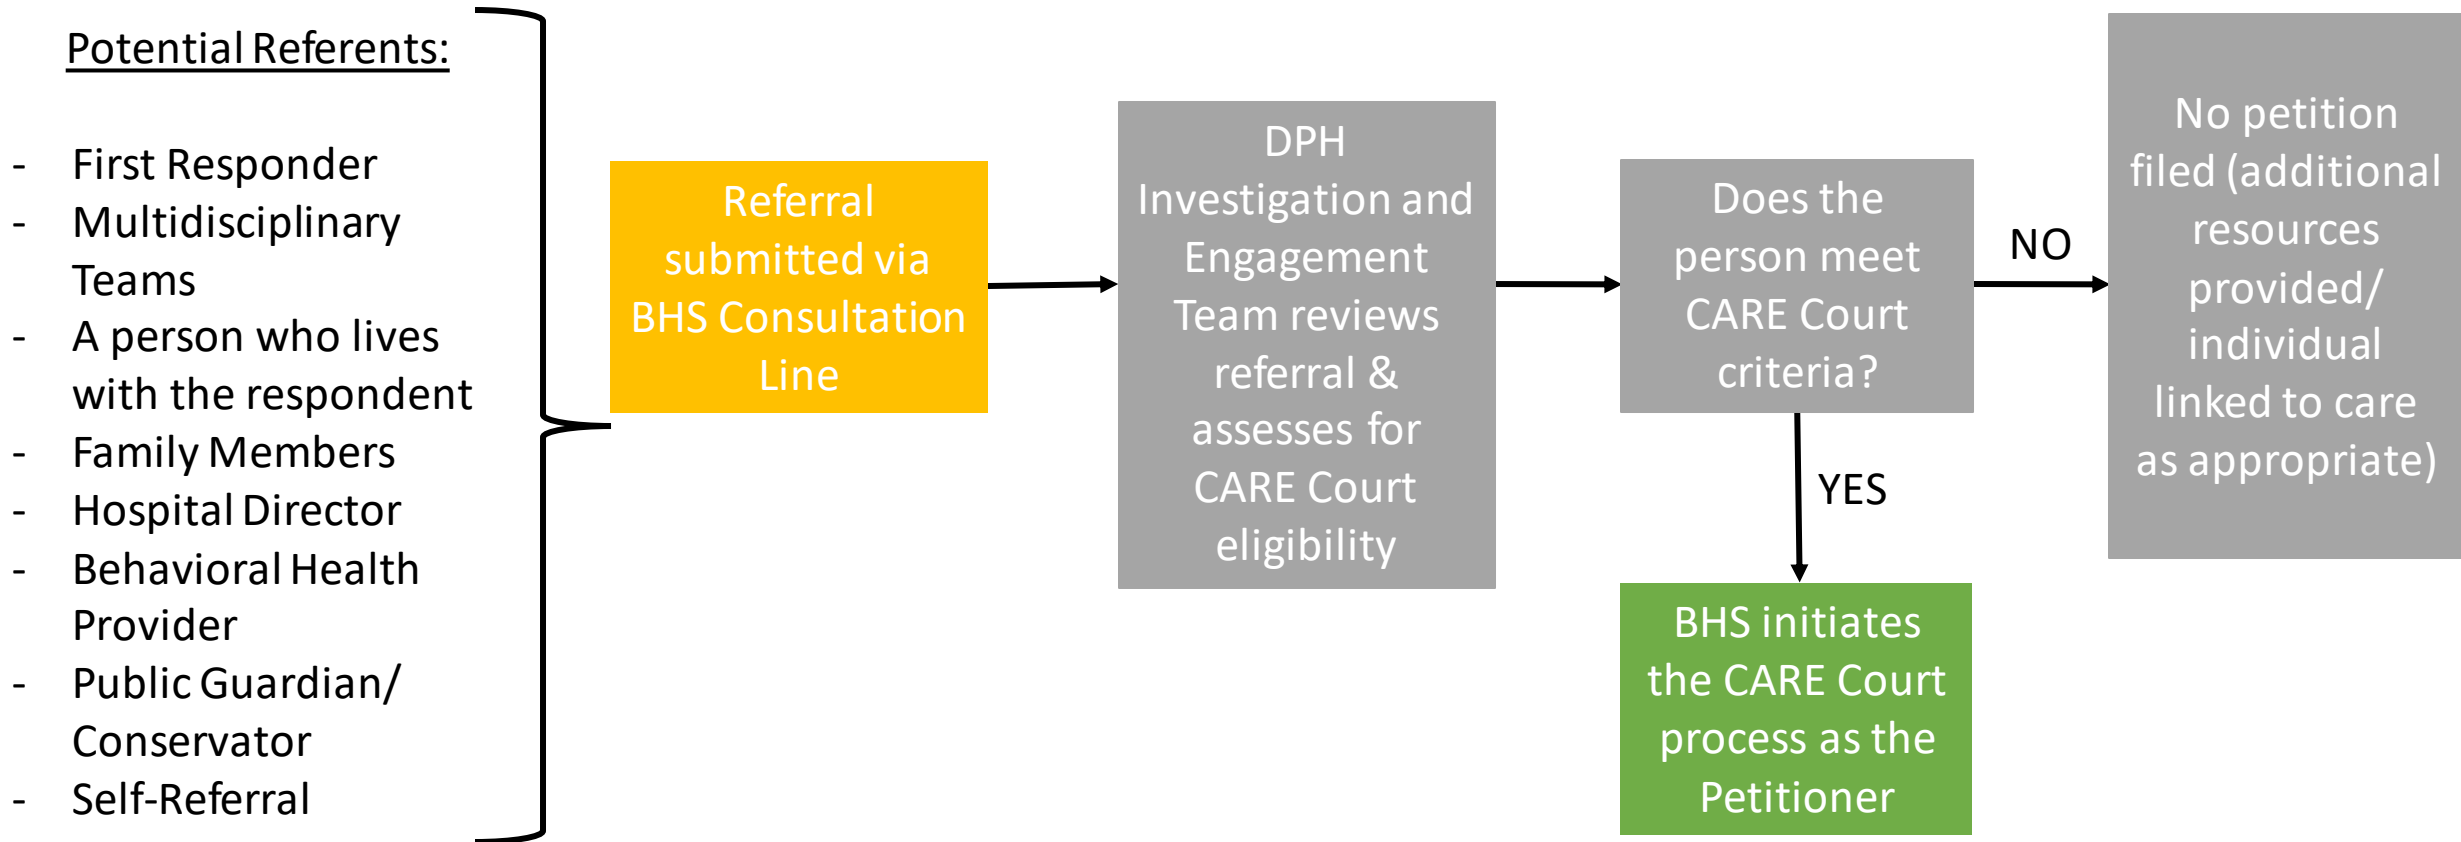 Potential Referents:
- First Responder
- Multidisciplinary
Teams
- A person who lives
with the respondent
- Family Members
- Hospital Director
- Behavioral Health
Provider
- Public Guardian/
Conservator
- Self-Referral
Referral
submitted via
BHS Consultation
Line
DPH
Investigation and
Engagement
Team reviews
referral &
assesses for
CARE Court
eligibility
Does the
person meet
CARE Court
criteria?
NO
No petition
filed (additional
resources
provided/
individual
linked to care
as appropriate)
YES
BHS initiates
the CARE Court
process as the
Petitioner